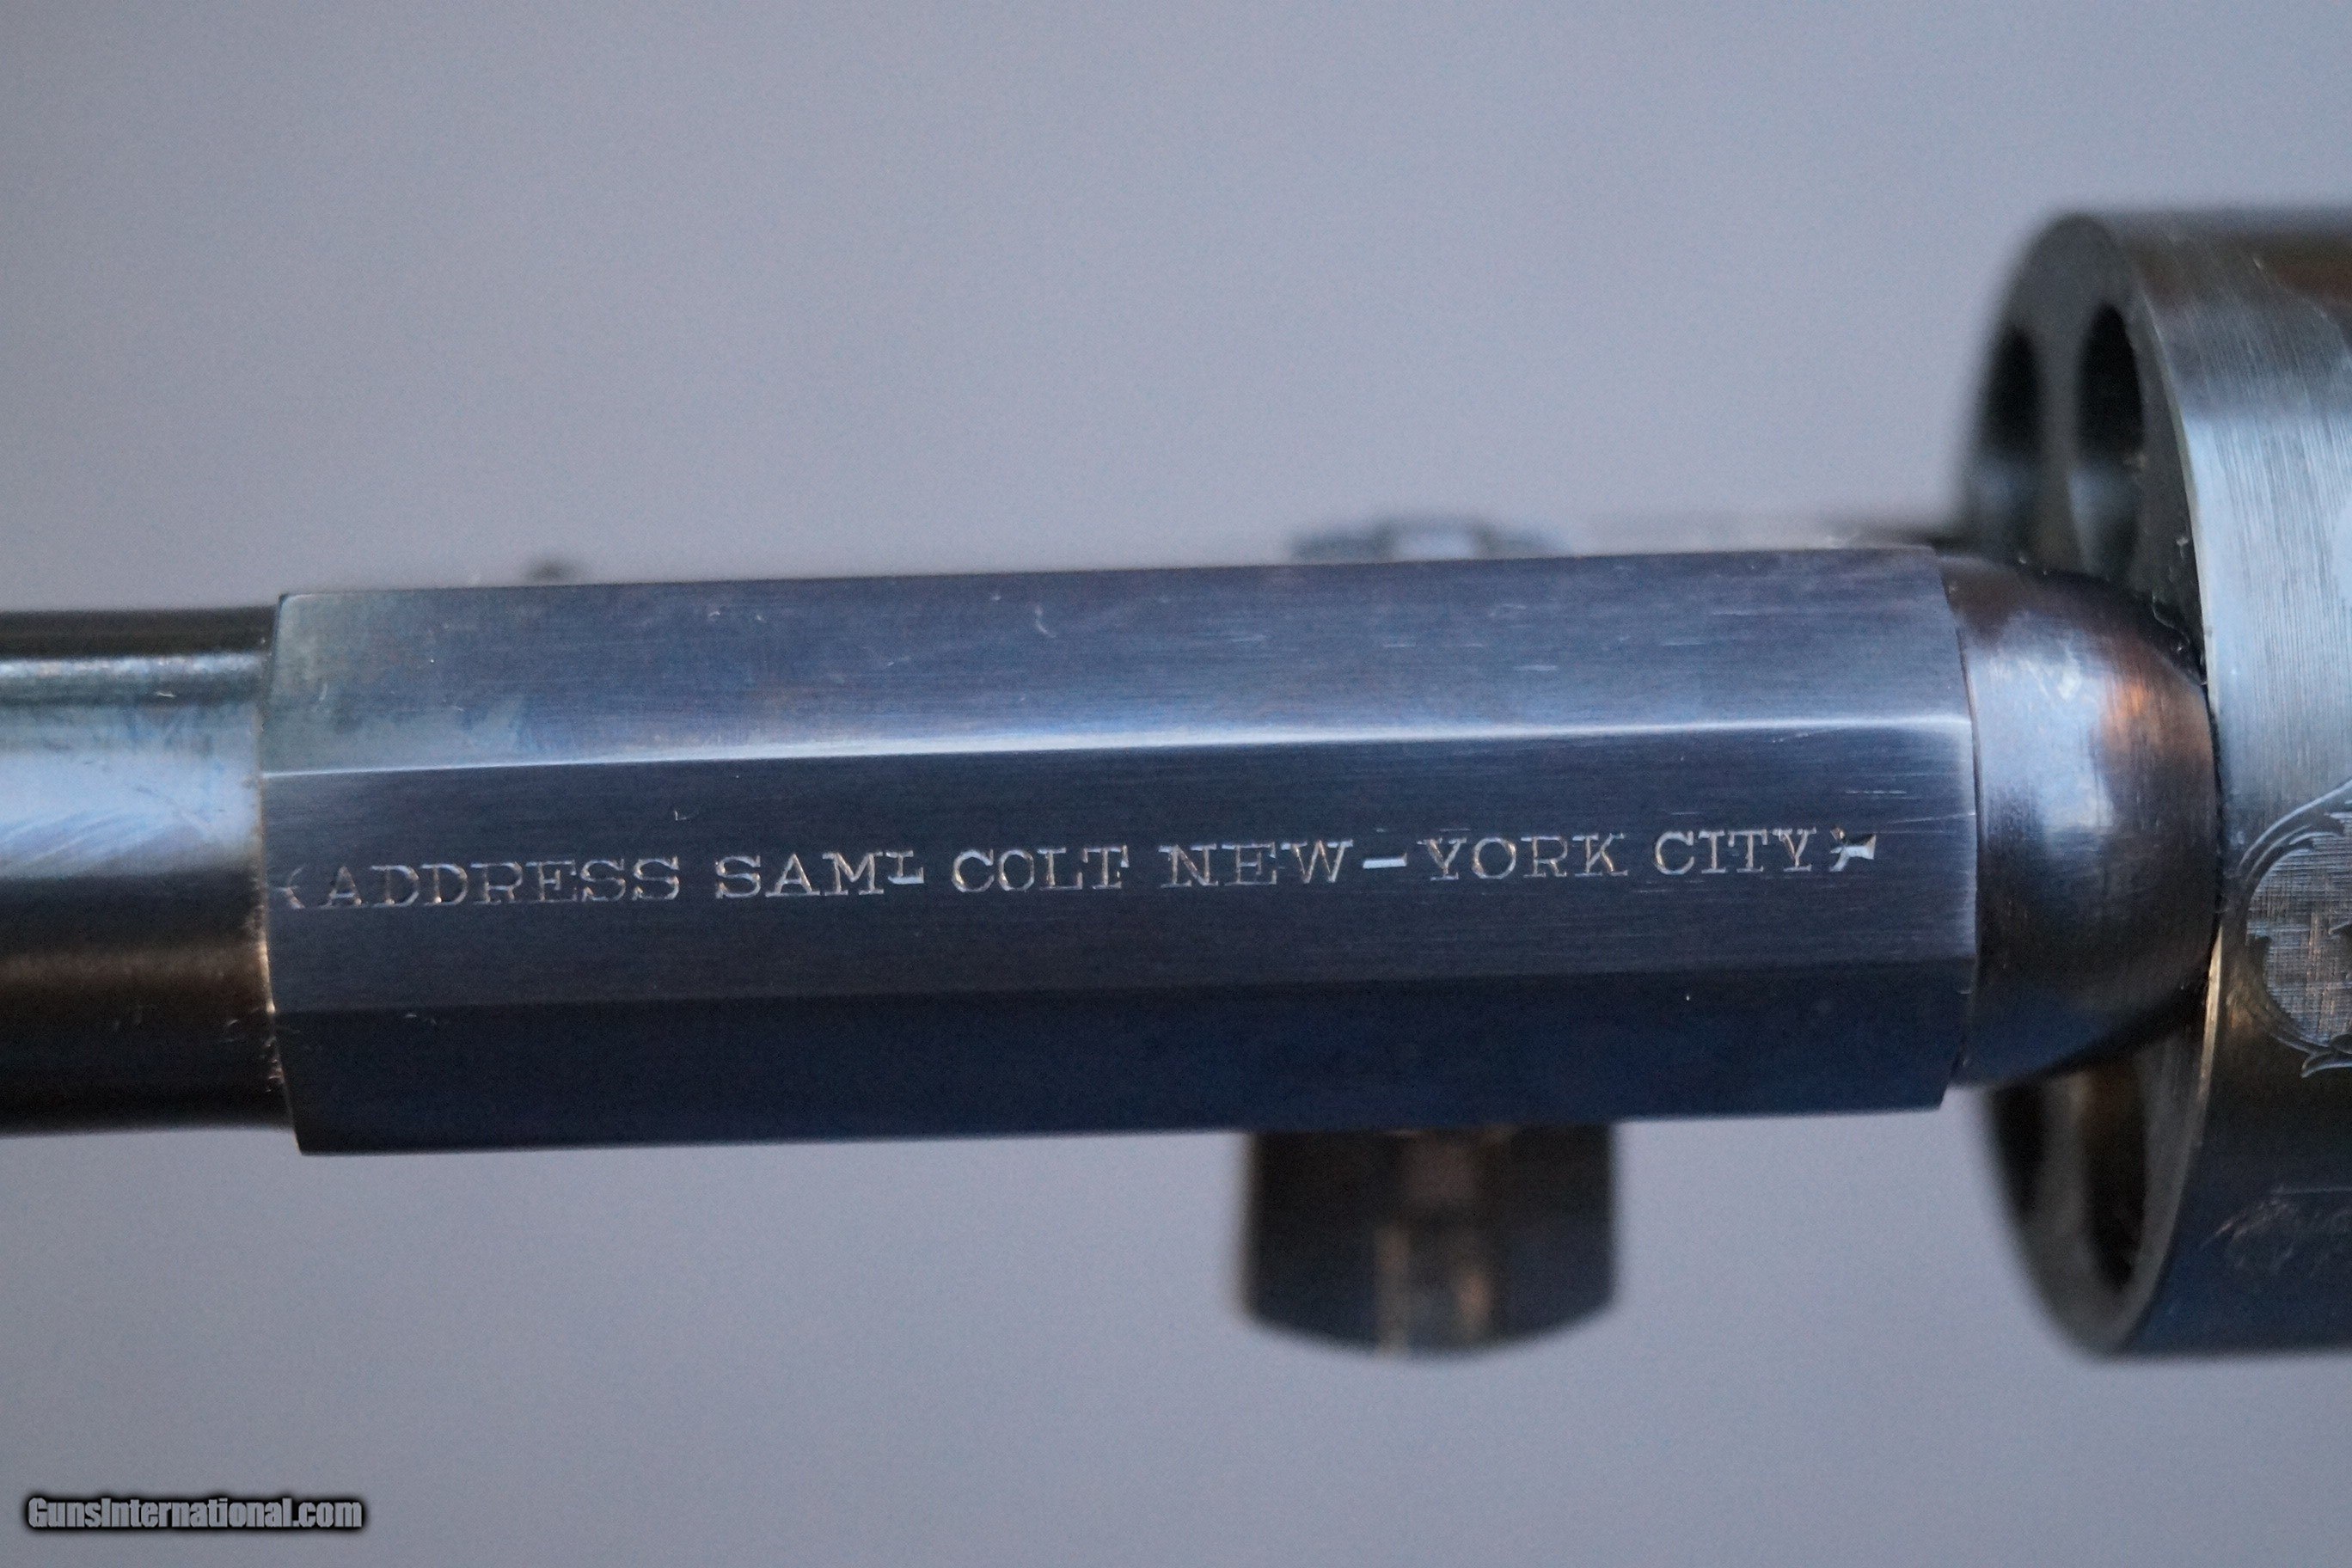 ADDRESS SAML COLT NEW-YORK CITY
GunsInternational.com